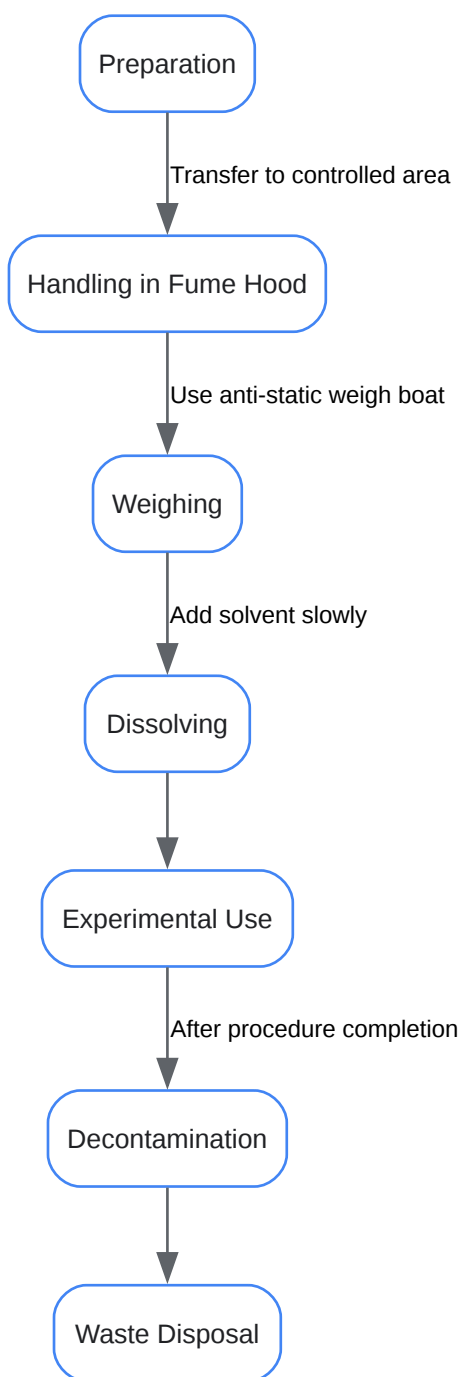 Preparation
Transfer to controlled area
Handling in Fume Hood
Use anti-static weigh boat
Weighing
Add solvent slowly
Dissolving
Experimental Use
After procedure completion
Decontamination
Waste Disposal